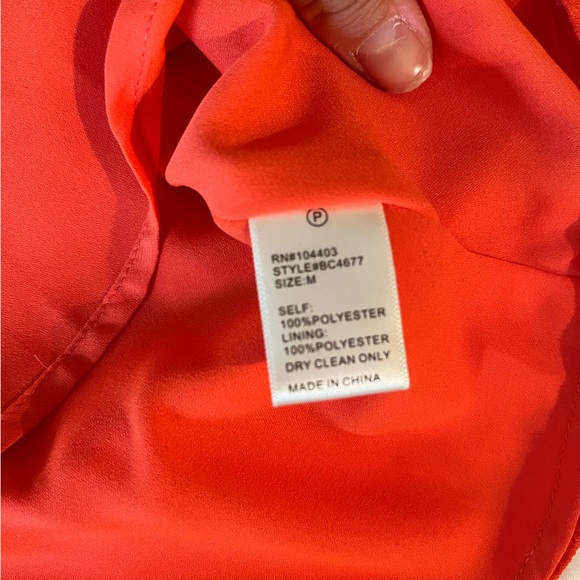 P
RN#104403
STYLE#BC4677
SIZE:M
SELF:
100%POLYESTER
LINING:
100%POLYESTER
DRY CLEAN ONLY
MADE IN CHINA